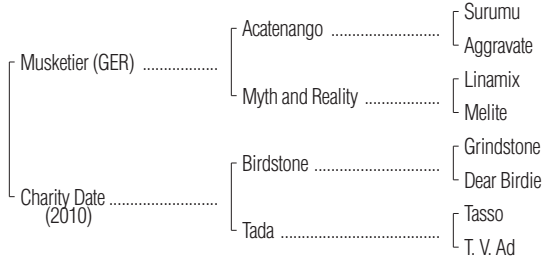 Surumu
Acatenango ..................
Aggravate
Musketier (GER) ..................
Linamix
Myth and Reality ..................
Melite
Grindstone
Birdstone ..................
Dear Birdie
Charity Date ..................
(2010)
Tasso
Tada ..................
T. V. Ad